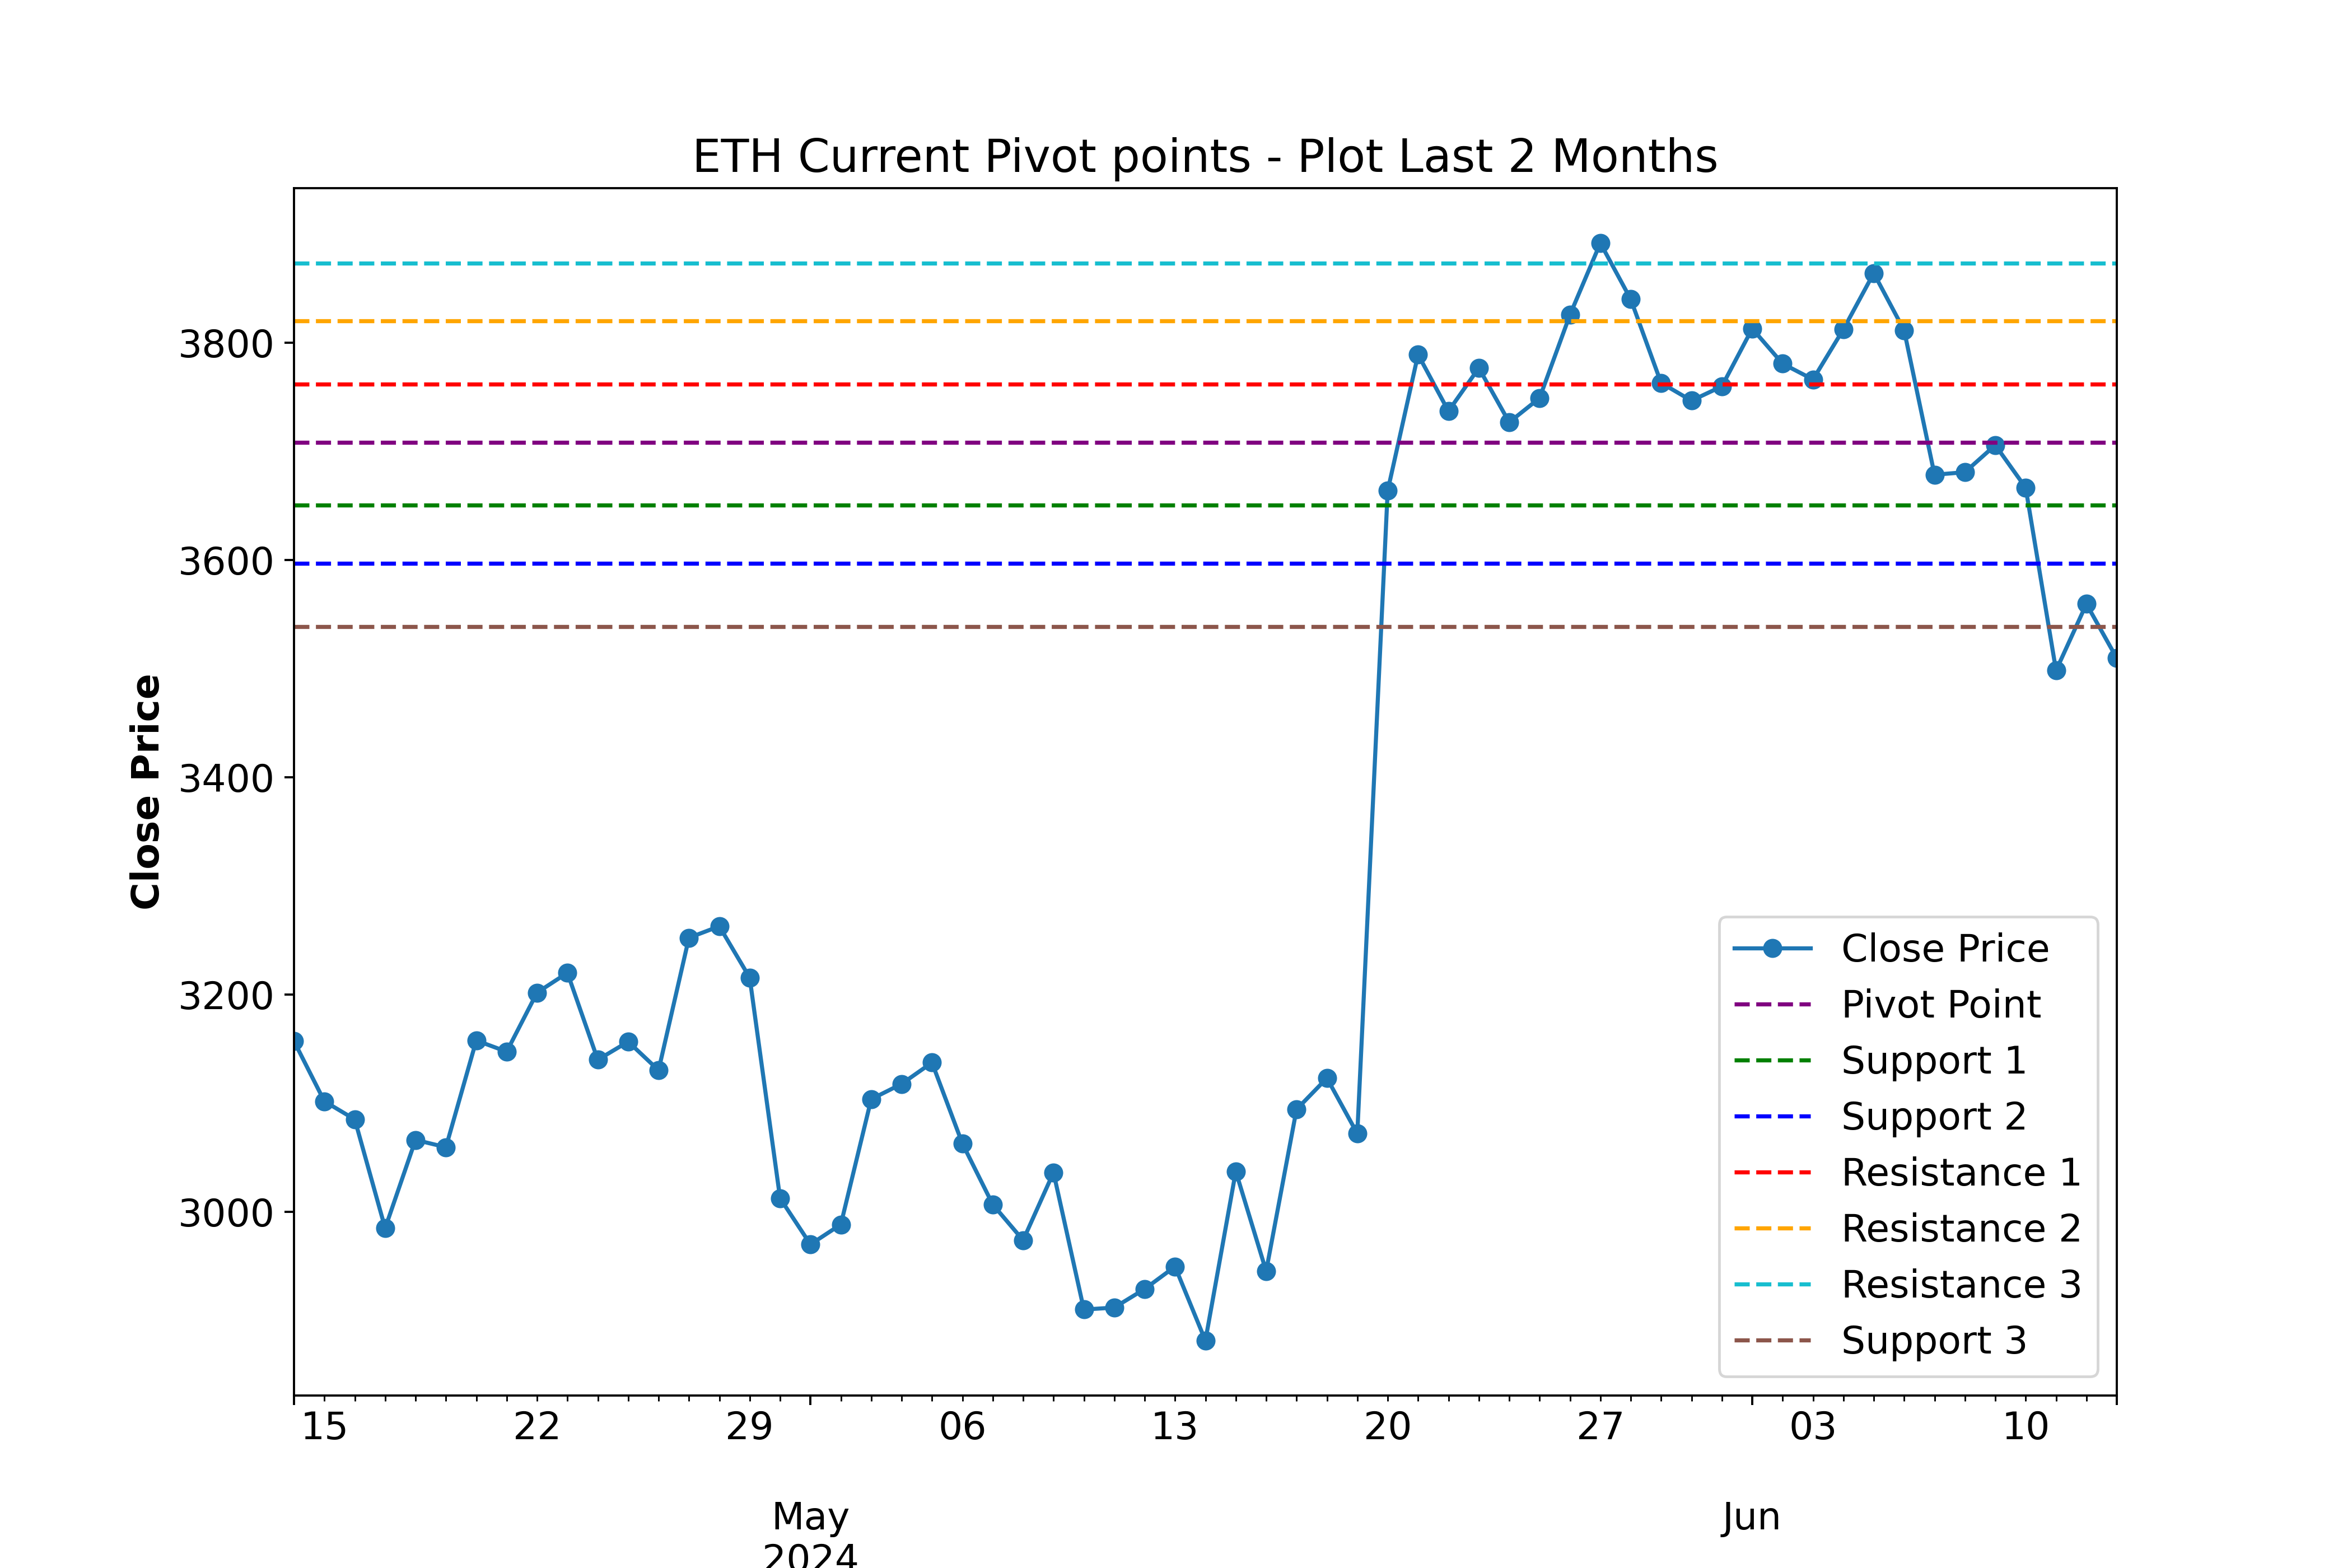 ETH Current Pivot points - Plot Last 2 Months
Close Price
3800
3600
3400
3200
3000
Close Price
Pivot Point
Support 1
Support 2
Resistance 1
Resistance 2
Resistance 3
Support 3
15 22 29 06 13 20 27 03 10
May Jun
2024